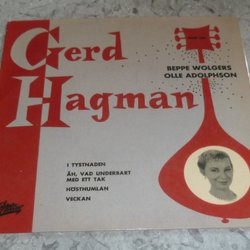 Gerd
Hagman
BEPPE WOLGERS
OLLE ADOLPHSON
I TYSTNADEN
ÅH, VAD UNDERBART
MED ETT TAK
HÖSTHUMLAN
VECKAN